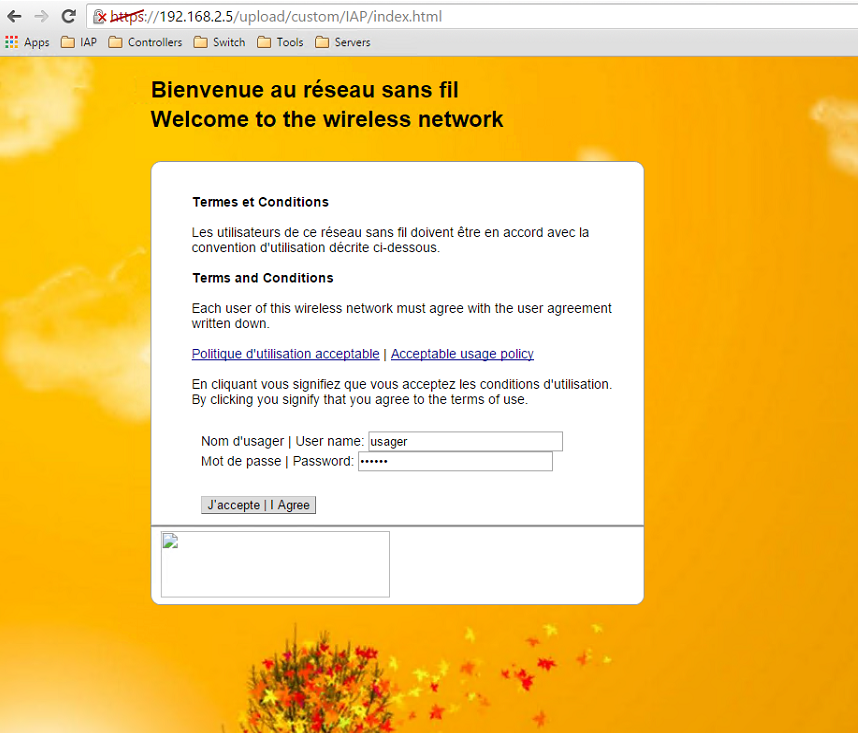 https://192.168.2.5/upload/custom/IAP/index.html
Apps IAP Controllers Switch Tools Servers
Bienvenue au réseau sans fil
Welcome to the wireless network
Termes et Conditions
Les utilisateurs de ce réseau sans fil doivent être en accord avec la
convention d'utilisation décrite ci-dessous.
Terms and Conditions
Each user of this wireless network must agree with the user agreement
written down.
Politique d'utilisation acceptable | Acceptable usage policy
En cliquant vous signifiez que vous acceptez les conditions d'utilisation.
By clicking you signify that you agree to the terms of use.
Nom d'usager | User name: usager
Mot de passe | Password: ••••••
J'accepte | I Agree